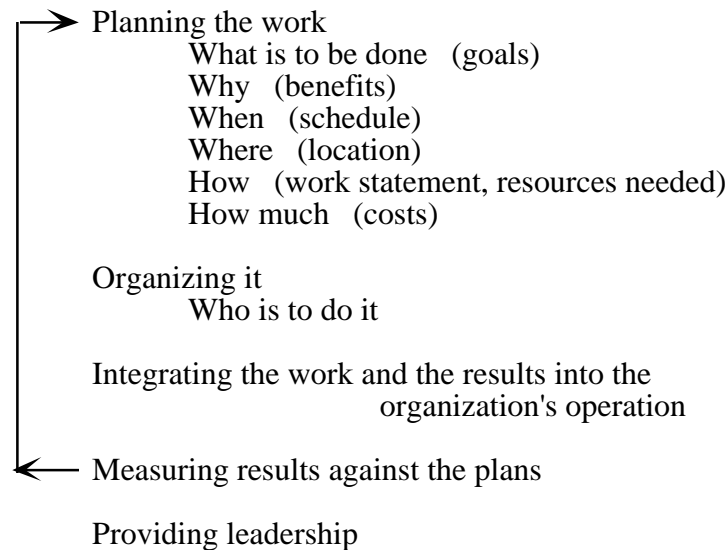 Planning the work
What is to be done (goals)
Why (benefits)
When (schedule)
Where (location)
How (work statement, resources needed)
How much (costs)
Organizing it
Who is to do it
Integrating the work and the results into the
organization's operation
Measuring results against the plans
Providing leadership